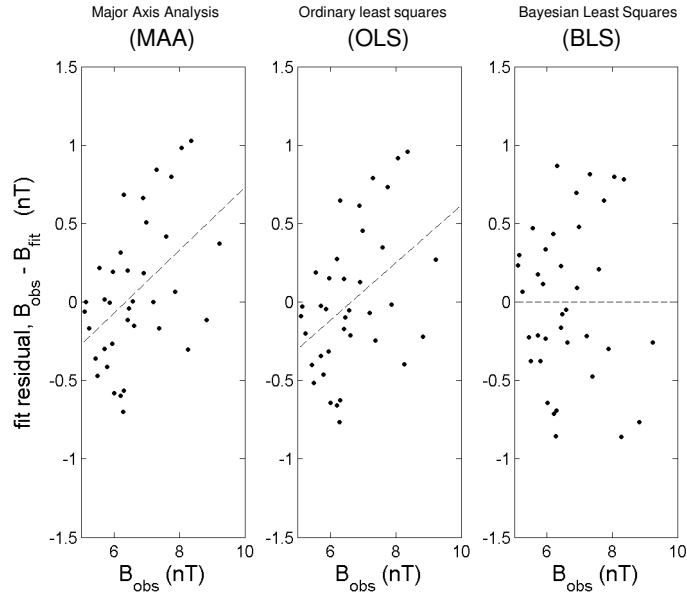 Major Axis Analysis
(MAA)
Ordinary least squares
(OLS)
Bayesian Least Squares
(BLS)
fit residual, B_obs - B_fit (nT)
1.5
1
0.5
0
-0.5
-1
-1.5
6 8 10
B_obs (nT)
1.5
1
0.5
0
-0.5
-1
-1.5
6 8 10
B_obs (nT)
1.5
1
0.5
0
-0.5
-1
-1.5
6 8 10
B_obs (nT)